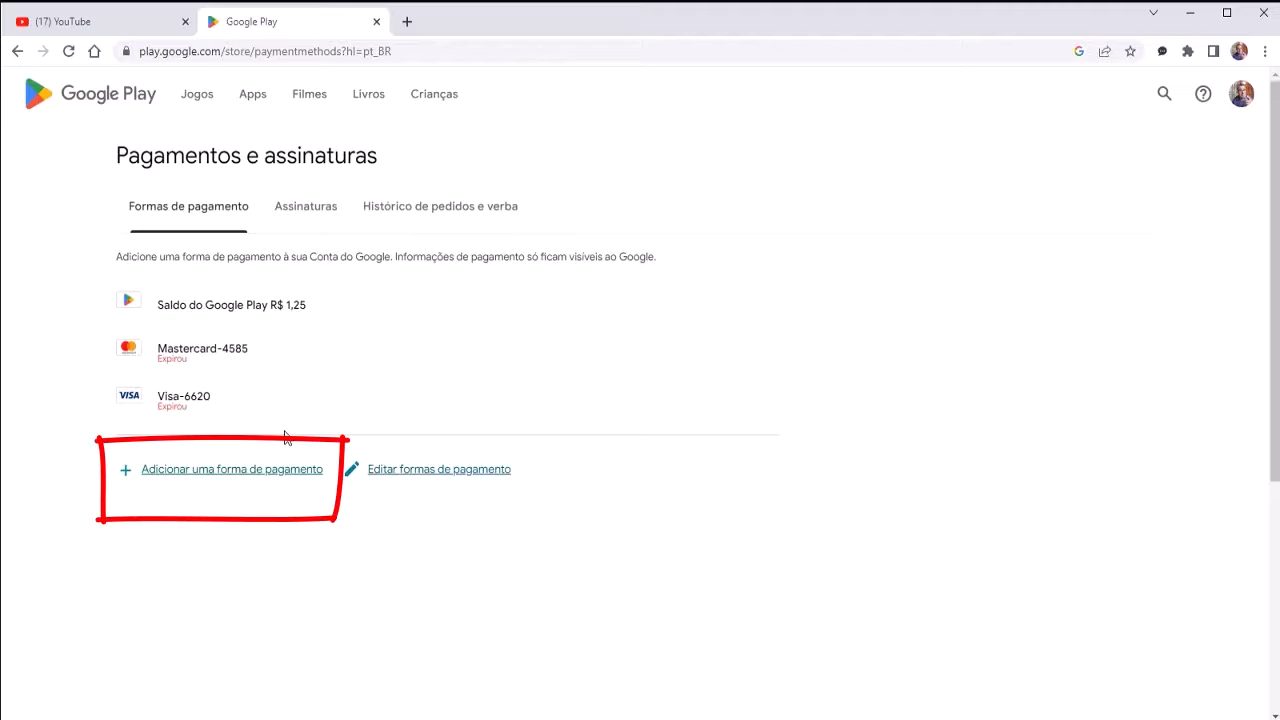 (17) YouTube
Google Play
play.google.com/store/paymentmethods?hl=pt_BR
Google Play Jogos Apps Filmes Livros Crianças
Pagamentos e assinaturas
Formas de pagamento Assinaturas Histórico de pedidos e verba
Adicione uma forma de pagamento à sua Conta do Google. Informações de pagamento só ficam visíveis ao Google.
Saldo do Google Play R$ 1,25
Mastercard-4585
Expirou
VISA Visa-6620
Expirou
Adicionar uma forma de pagamento Editar formas de pagamento